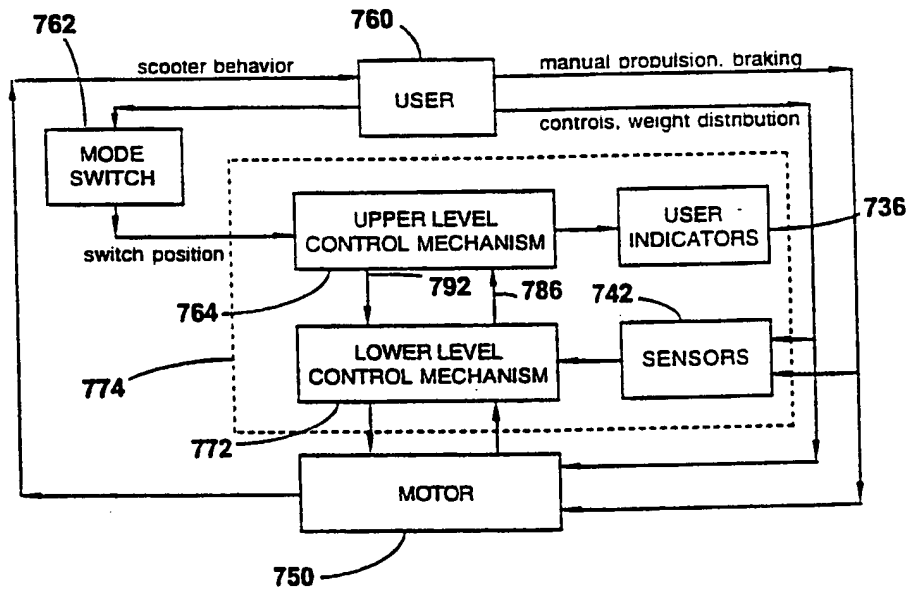 762
760
scooter behavior
USER
manual propulsion, braking
controls, weight distribution
MODE
SWITCH
switch position
UPPER LEVEL
CONTROL MECHANISM
USER
INDICATORS
736
764
792
786
742
LOWER LEVEL
CONTROL MECHANISM
SENSORS
774
772
MOTOR
750